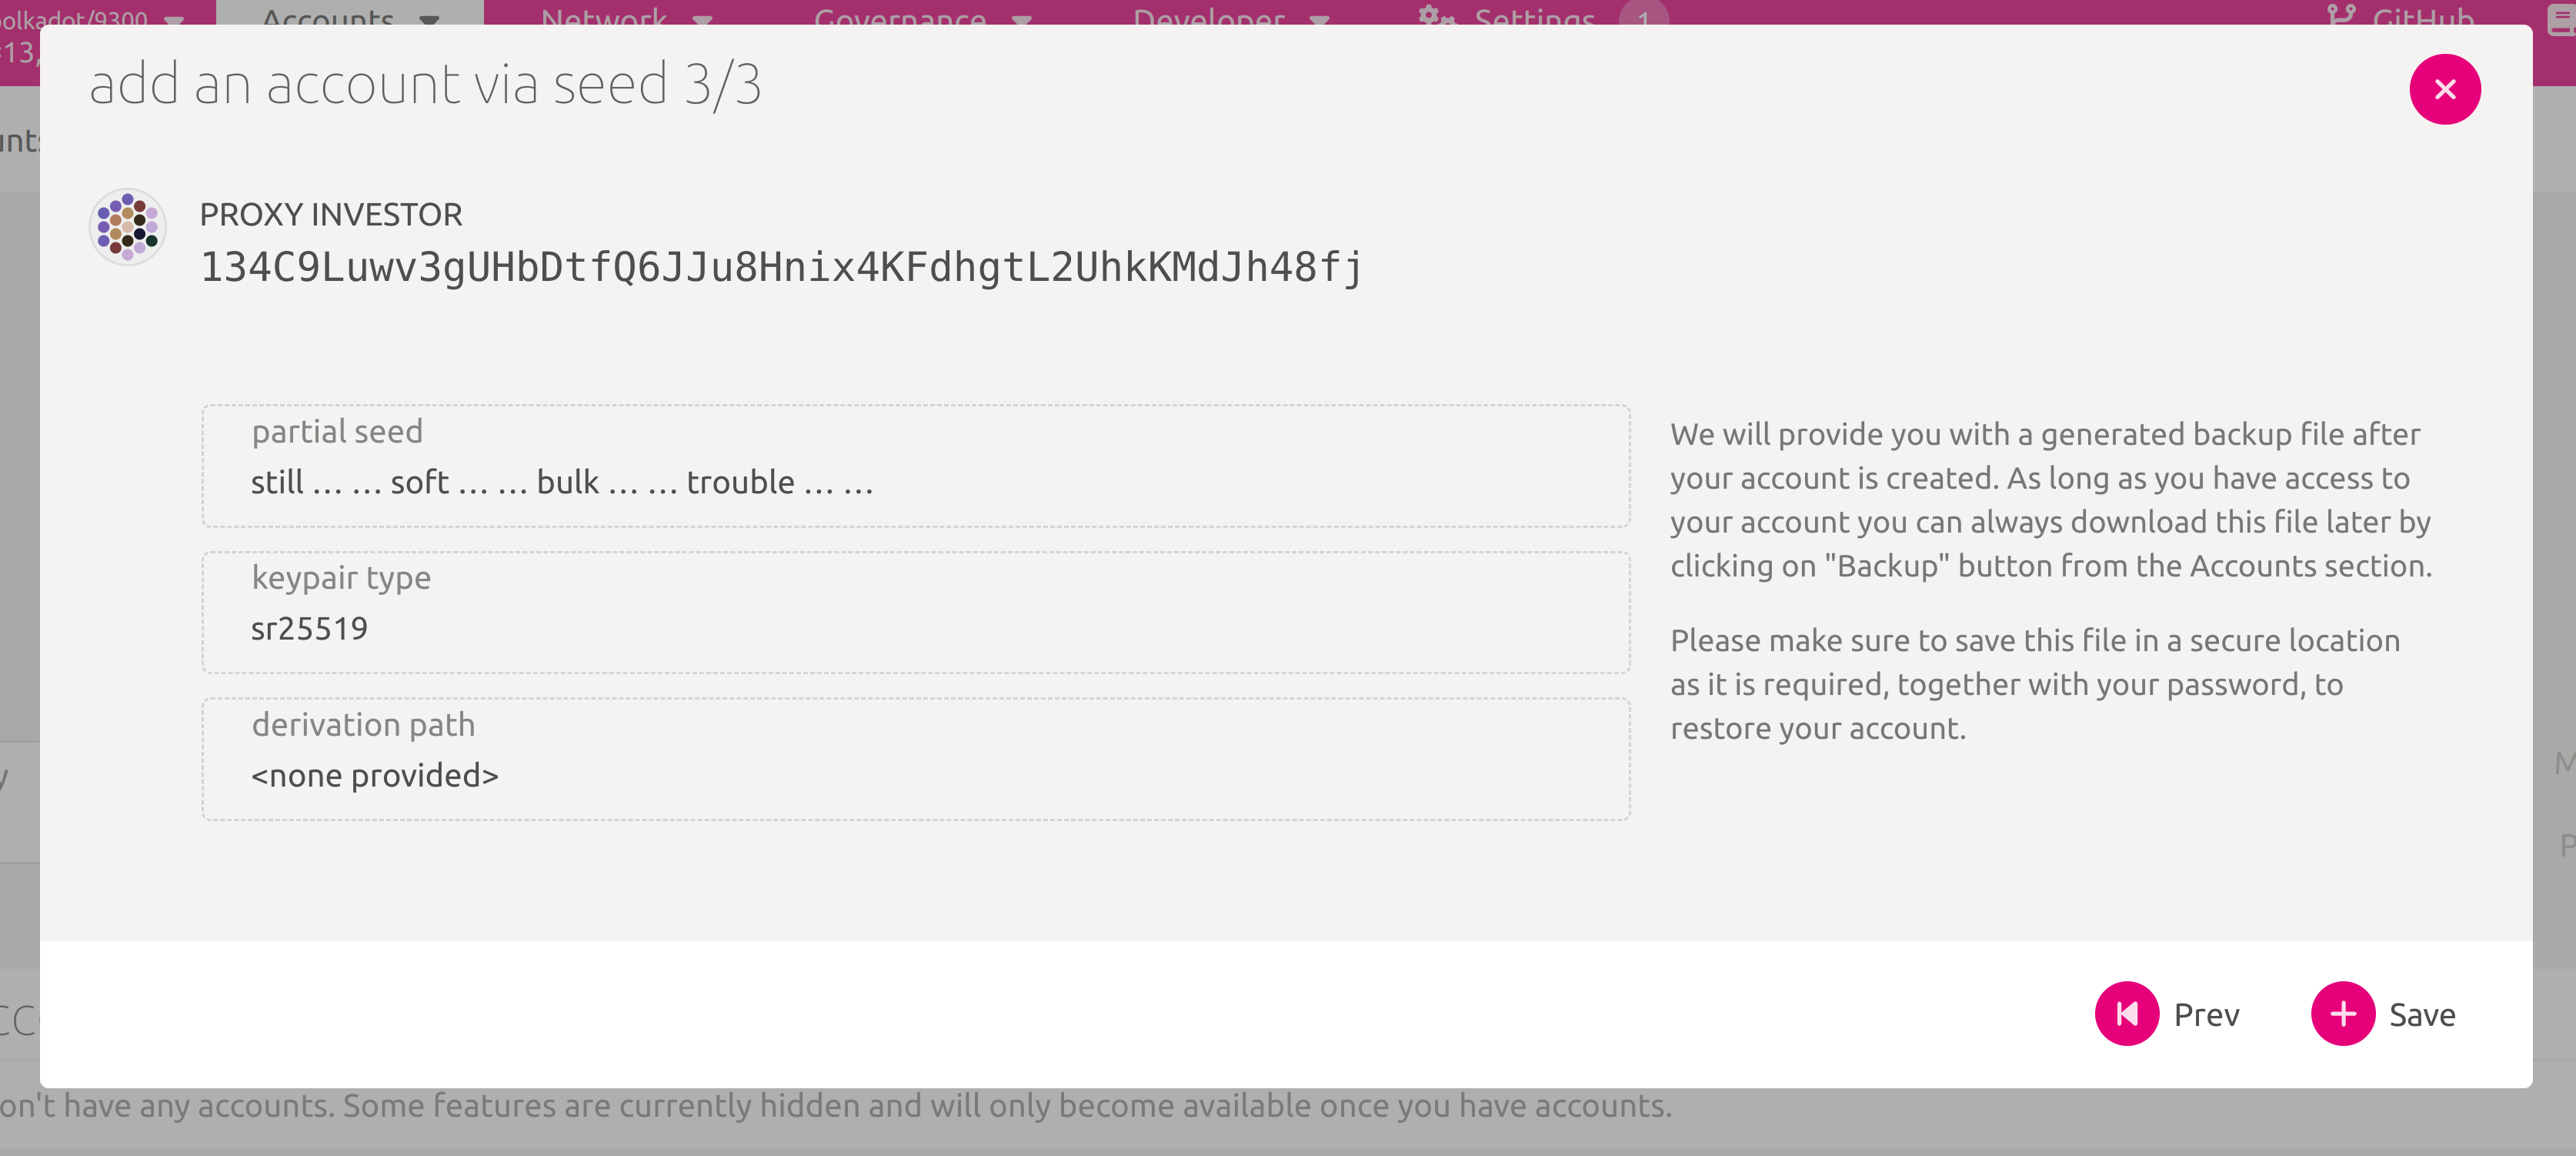 olkadot/9300
Accounts
Network
Governance
Developer
Settings
1
GitHub
13,
add an account via seed 3/3
unts
PROXY INVESTOR
134C9Luwv3gUHbDtfQ6JJu8Hnix4KFdhgtL2UhkKMdJh48fj
partial seed
still ... ... soft ... ... bulk ... ... trouble ... ...
keypair type
sr25519
derivation path
<none provided>
We will provide you with a generated backup file after
your account is created. As long as you have access to
your account you can always download this file later by
clicking on "Backup" button from the Accounts section.
Please make sure to save this file in a secure location
as it is required, together with your password, to
restore your account.
Prev
Save
on't have any accounts. Some features are currently hidden and will only become available once you have accounts.